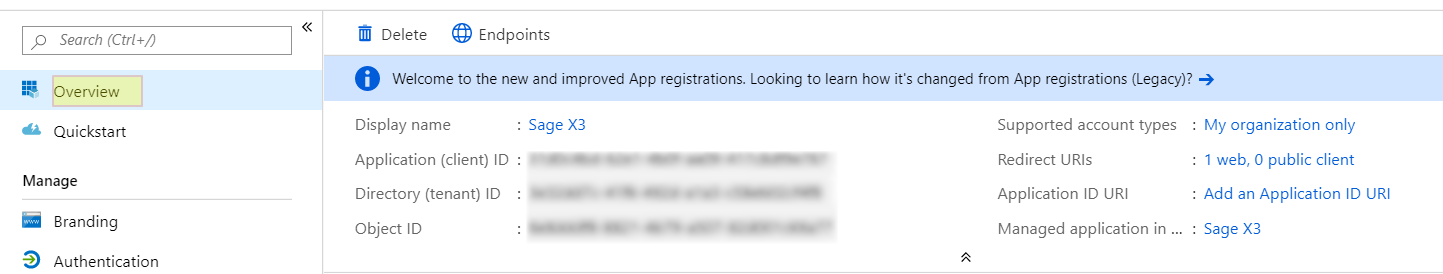 Search (Ctrl+/)
«
Overview
Quickstart
Manage
Branding
Authentication
Delete Endpoints
Welcome to the new and improved App registrations. Looking to learn how it's changed from App registrations (Legacy)? →
Display name : Sage X3
Application (client) ID :
Directory (tenant) ID :
Object ID :
Supported account types : My organization only
Redirect URIs : 1 web, 0 public client
Application ID URI : Add an Application ID URI
Managed application in ... : Sage X3